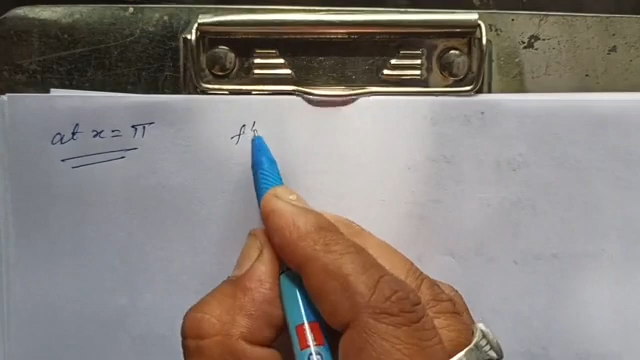 at x = π f'